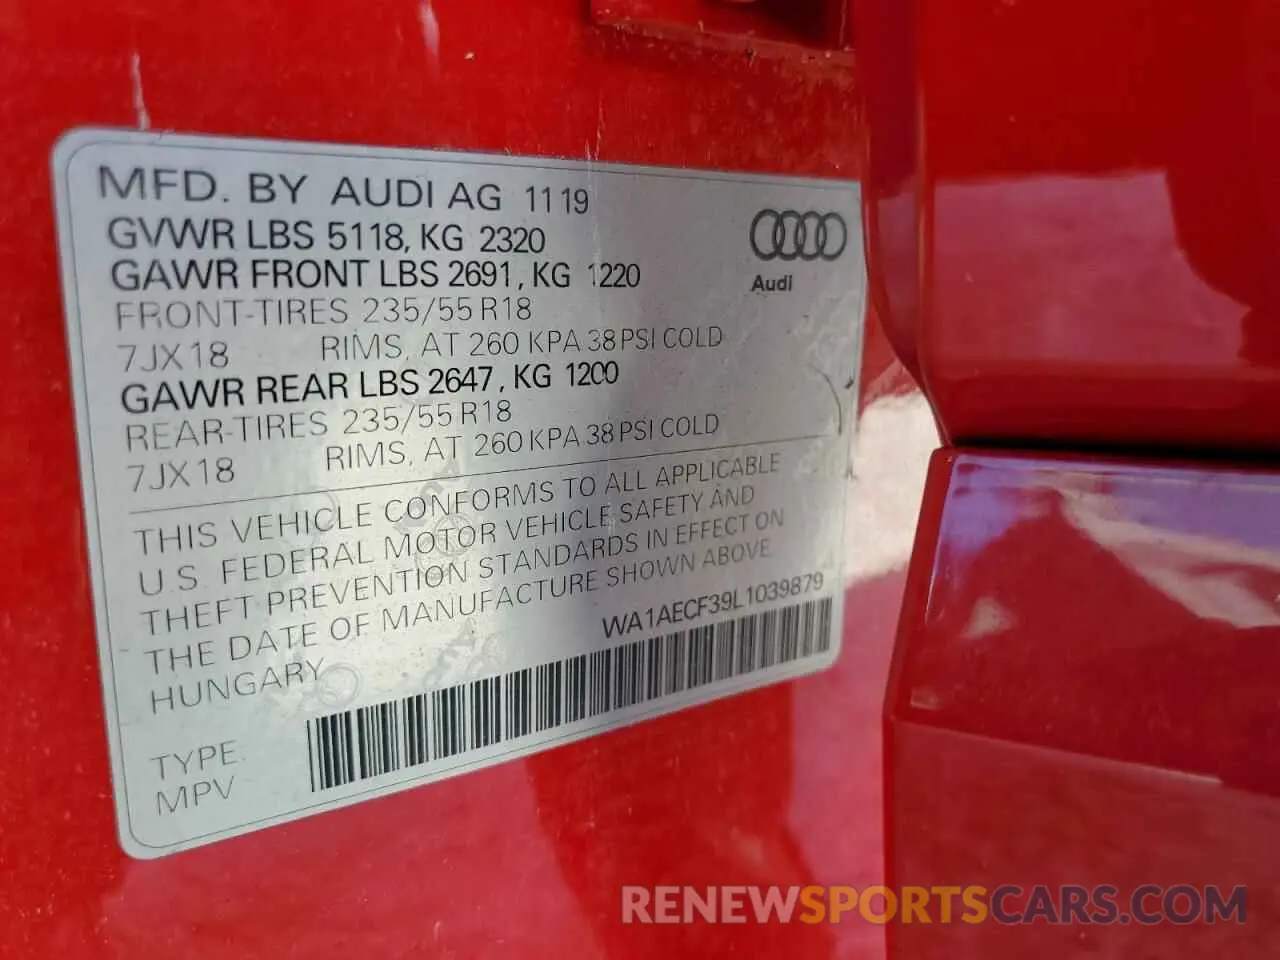 MFD. BY AUDI AG 11 19
GVWR LBS 5118, KG 2320
GAWR FRONT LBS 2691, KG 1220
FRONT-TIRES 235/55 R18
7JX18 RIMS, AT 260 KPA 38 PSI COLD
GAWR REAR LBS 2647, KG 1200
REAR-TIRES 235/55 R18
7JX18 RIMS, AT 260 KPA 38 PSI COLD
THIS VEHICLE CONFORMS TO ALL APPLICABLE
U.S. FEDERAL MOTOR VEHICLE SAFETY AND
THEFT PREVENTION STANDARDS IN EFFECT ON
THE DATE OF MANUFACTURE SHOWN ABOVE
HUNGARY
WA1AECF39L1039879
TYPE:
MPV
Audi
RENEWSPORTSCARS.COM